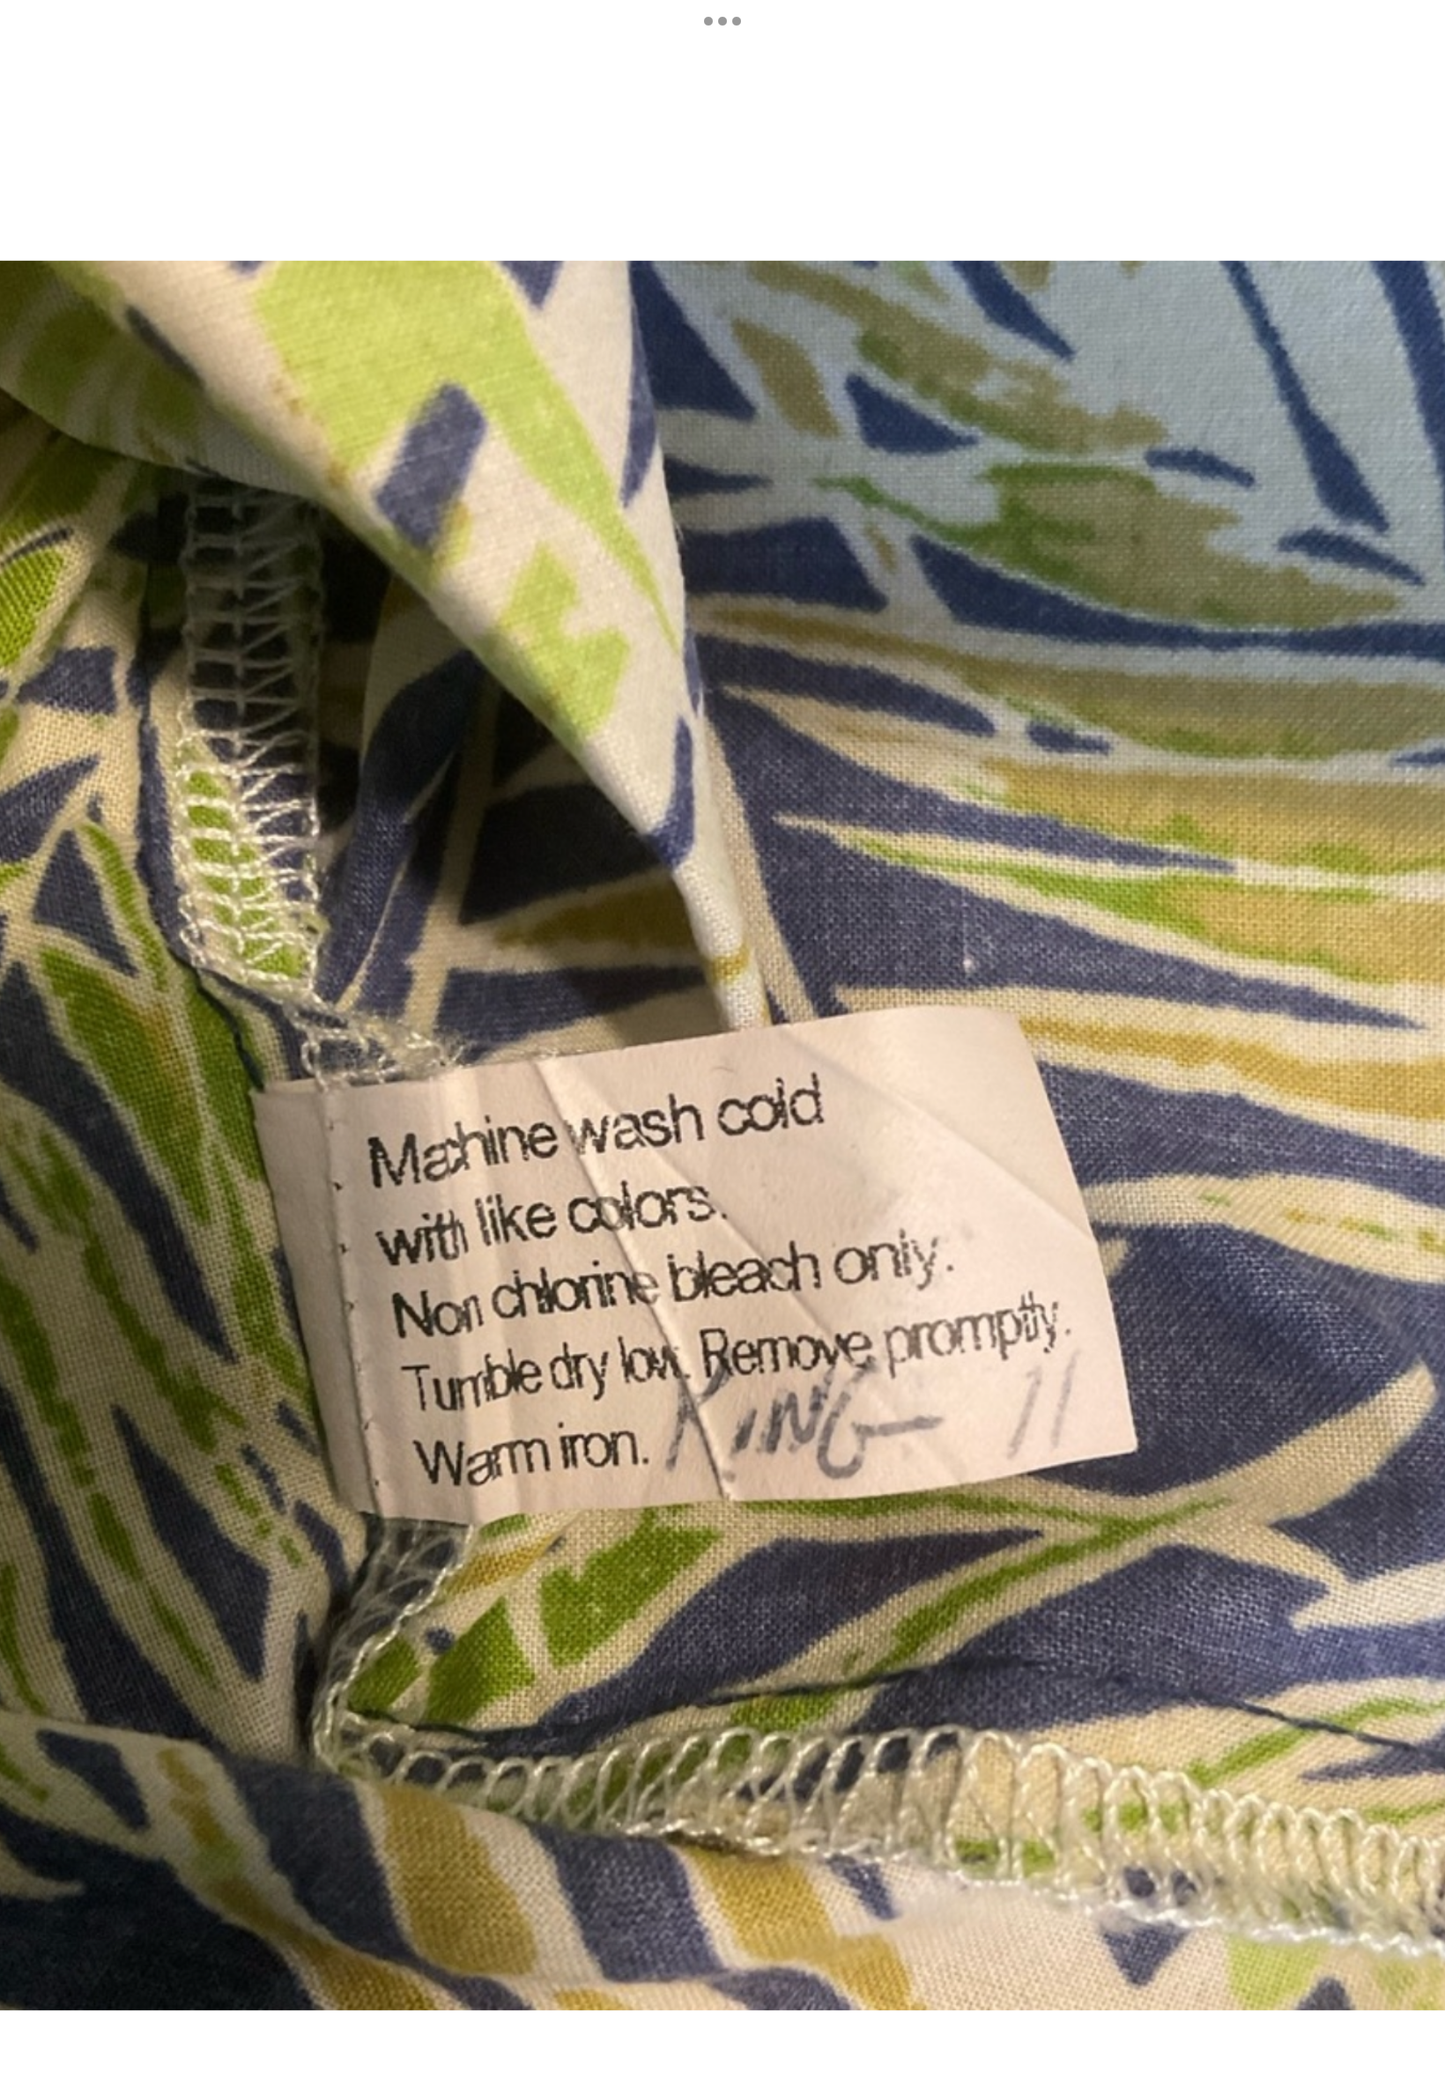 Machine wash cold
with like colors.
Non chlorine bleach only.
Tumble dry low. Remove promptly.
Warm iron. KING 11